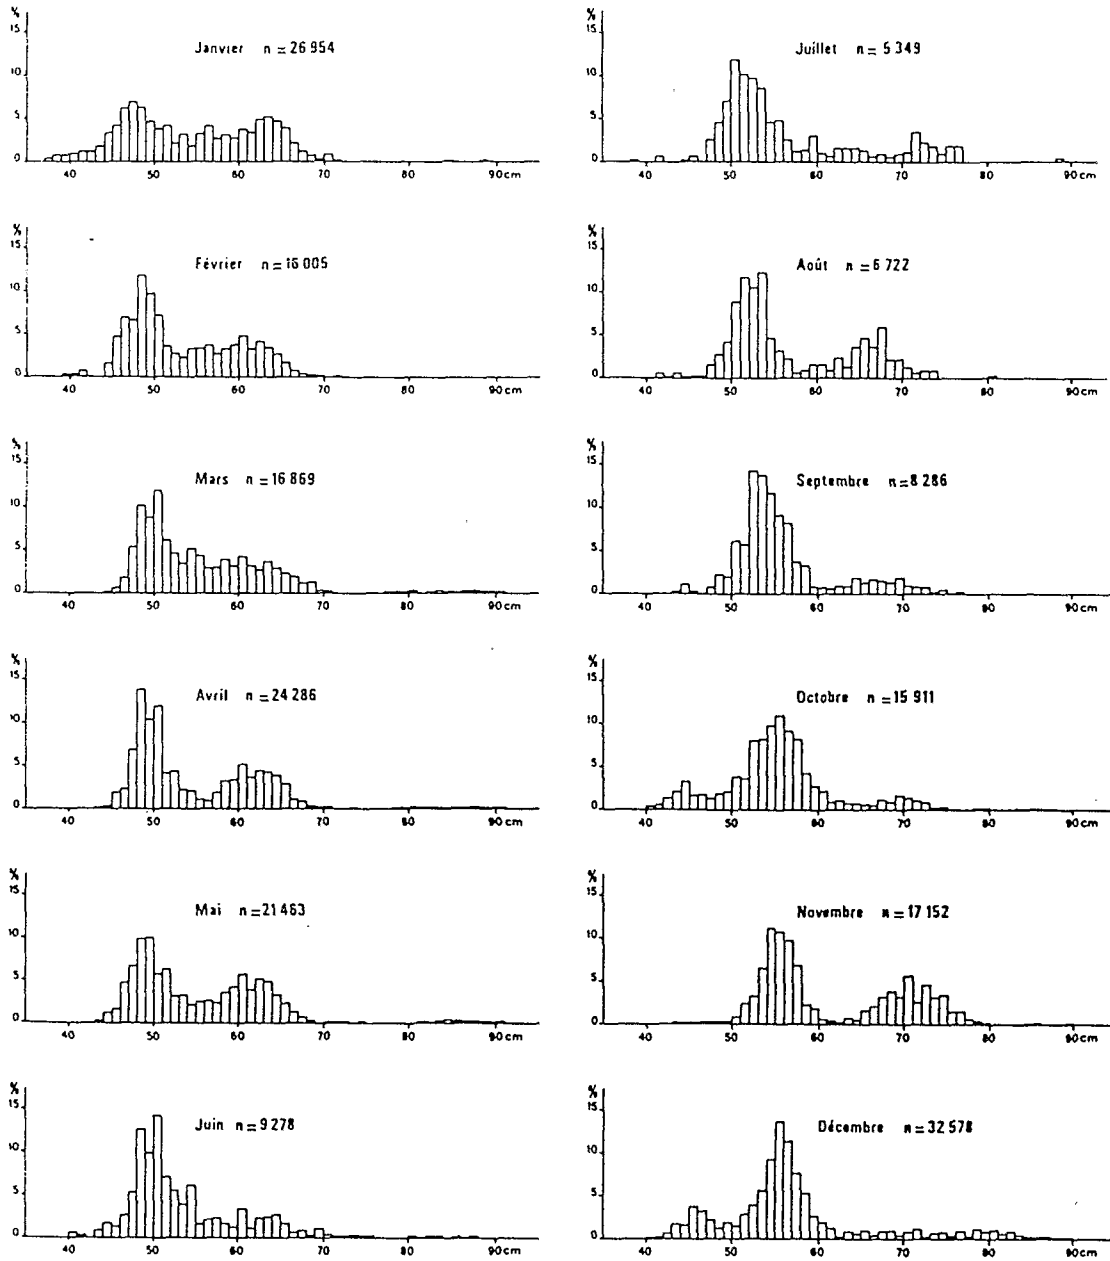 %
15
10
5
0
Janvier n = 26 954
40 50 60 70 80 90 cm
%
15
10
5
0
Février n = 16 005
40 50 60 70 80 90 cm
%
15
10
5
0
Mars n = 16 869
40 50 60 70 80 90 cm
%
15
10
5
0
Avril n = 24 286
40 50 60 70 80 90 cm
%
15
10
5
0
Mai n = 21 463
40 50 60 70 80 90 cm
%
15
10
5
0
Juin n = 9 278
40 50 60 70 80 90 cm
%
15
10
5
0
Juillet n = 5 349
40 50 60 70 80 90 cm
%
15
10
5
0
Août n = 6 722
40 50 60 70 80 90 cm
%
15
10
5
0
Septembre n = 8 286
40 50 60 70 80 90 cm
%
15
10
5
0
Octobre n = 15 911
40 50 60 70 80 90 cm
%
15
10
5
0
Novembre n = 17 152
40 50 60 70 80 90 cm
%
15
10
5
0
Décembre n = 32 578
40 50 60 70 80 90 cm